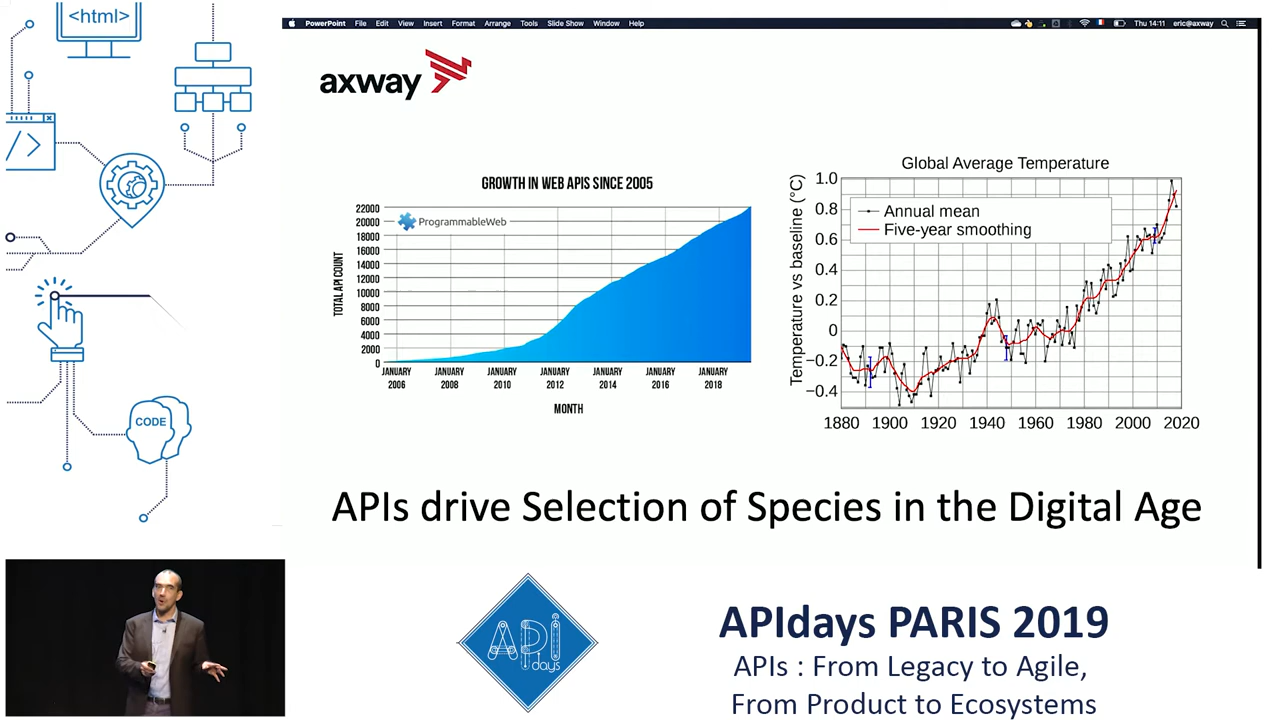 <html>
PowerPoint File Edit View Insert Format Arrange Tools Slide Show Window Help
Thu 14:11 eric@axway
axway
GROWTH IN WEB APIS SINCE 2005
ProgrammableWeb
TOTAL API COUNT
22000
20000
18000
16000
14000
12000
10000
8000
6000
4000
2000
0
JANUARY 2006 JANUARY 2008 JANUARY 2010 JANUARY 2012 JANUARY 2014 JANUARY 2016 JANUARY 2018
MONTH
Global Average Temperature
Annual mean
Five-year smoothing
Temperature vs baseline (°C)
1.0
0.8
0.6
0.4
0.2
0
−0.2
−0.4
1880 1900 1920 1940 1960 1980 2000 2020
</>
CODE
APIs drive Selection of Species in the Digital Age
API
days
APIdays PARIS 2019
APIs : From Legacy to Agile,
From Product to Ecosystems